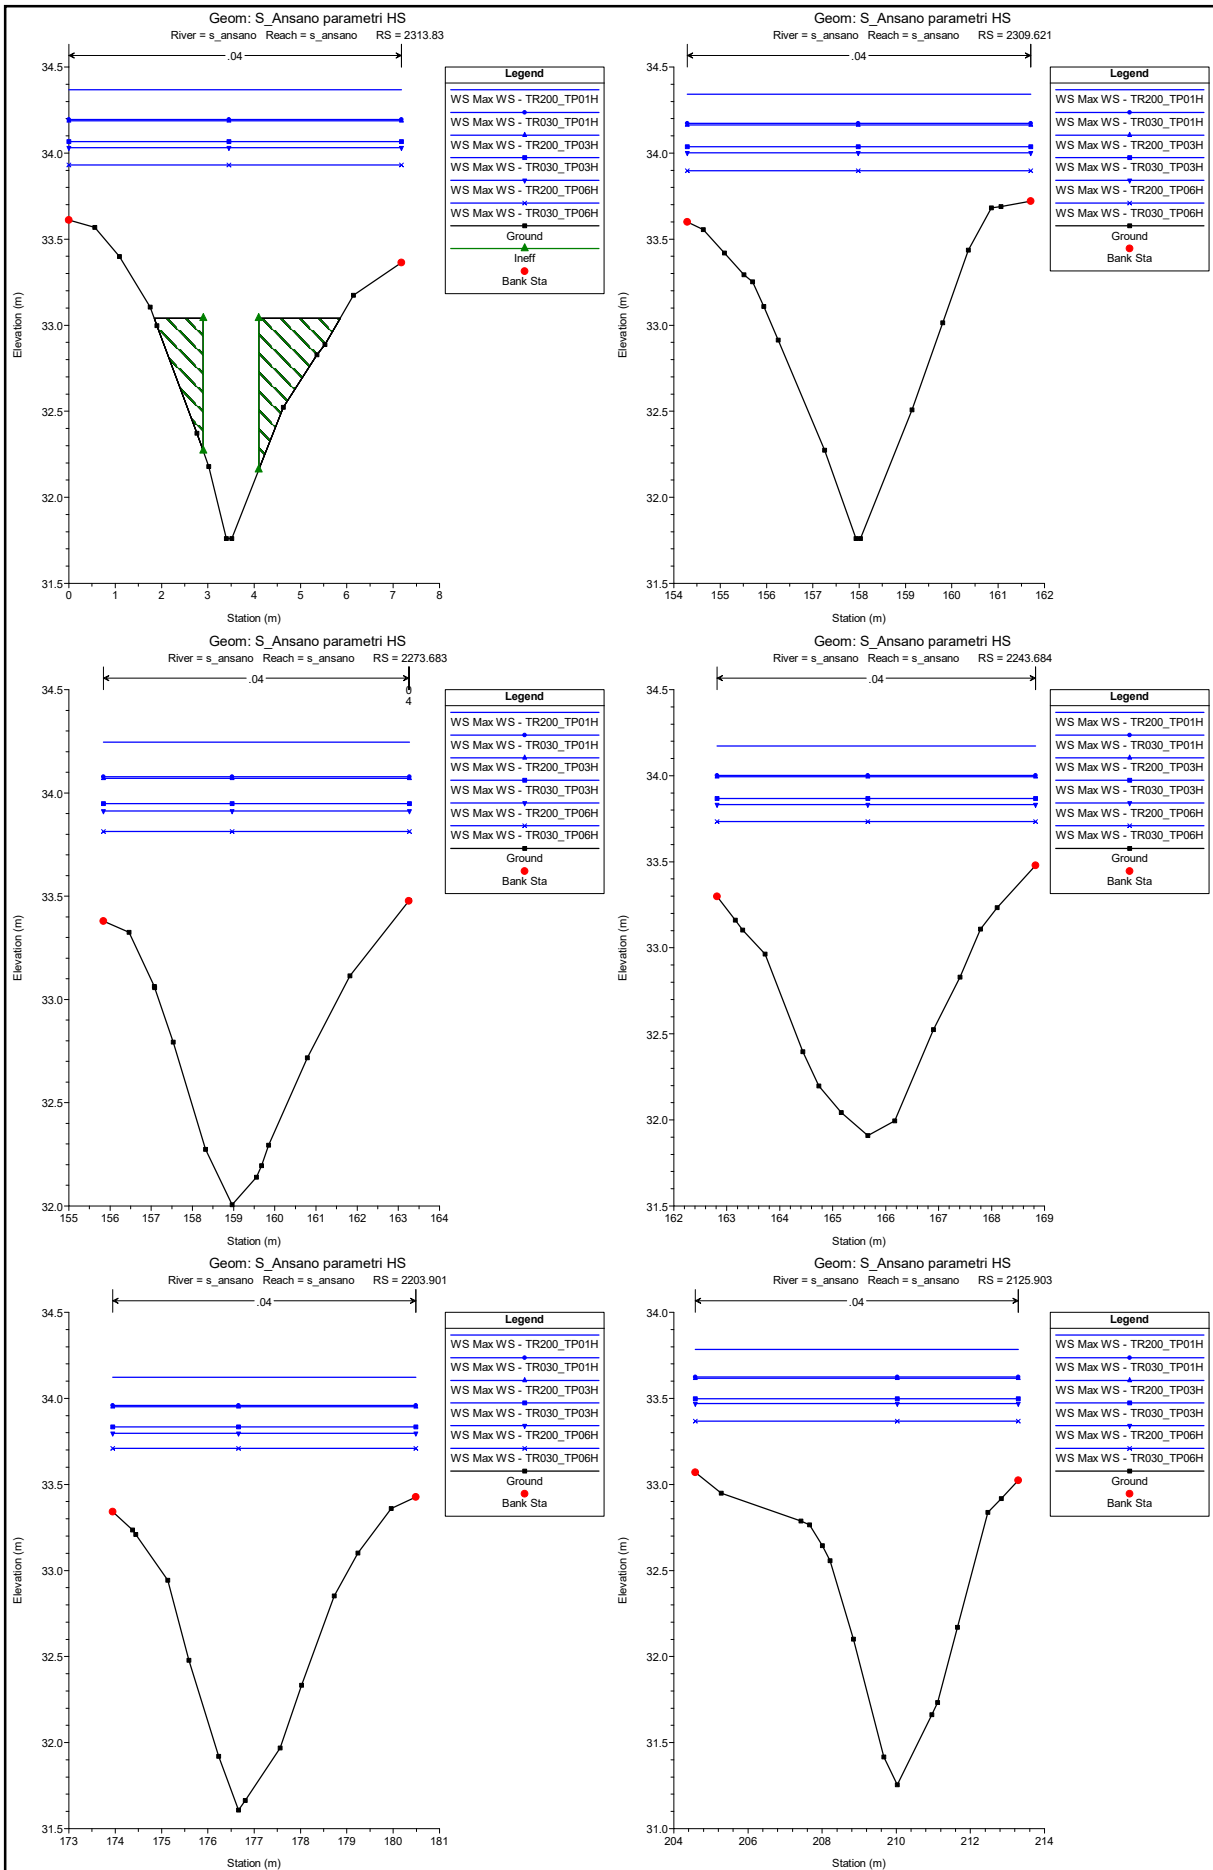 Geom: S_Ansano parametri HS
River = s_ansano Reach = s_ansano RS = 2313.83
.04
34.5
34.0
33.5
33.0
32.5
32.0
31.5
Elevation (m)
0 1 2 3 4 5 6 7 8
Station (m)
Legend
WS Max WS - TR200_TP01H
WS Max WS - TR030_TP01H
WS Max WS - TR200_TP03H
WS Max WS - TR030_TP03H
WS Max WS - TR200_TP06H
WS Max WS - TR030_TP06H
Ground
Ineff
Bank Sta
Geom: S_Ansano parametri HS
River = s_ansano Reach = s_ansano RS = 2309.621
.04
34.5
34.0
33.5
33.0
32.5
32.0
31.5
Elevation (m)
154 155 156 157 158 159 160 161 162
Station (m)
Legend
WS Max WS - TR200_TP01H
WS Max WS - TR030_TP01H
WS Max WS - TR200_TP03H
WS Max WS - TR030_TP03H
WS Max WS - TR200_TP06H
WS Max WS - TR030_TP06H
Ground
Bank Sta
Geom: S_Ansano parametri HS
River = s_ansano Reach = s_ansano RS = 2273.683
.04
0
4
34.5
34.0
33.5
33.0
32.5
32.0
Elevation (m)
155 156 157 158 159 160 161 162 163 164
Station (m)
Legend
WS Max WS - TR200_TP01H
WS Max WS - TR030_TP01H
WS Max WS - TR200_TP03H
WS Max WS - TR030_TP03H
WS Max WS - TR200_TP06H
WS Max WS - TR030_TP06H
Ground
Bank Sta
Geom: S_Ansano parametri HS
River = s_ansano Reach = s_ansano RS = 2243.684
.04
34.5
34.0
33.5
33.0
32.5
32.0
31.5
Elevation (m)
162 163 164 165 166 167 168 169
Station (m)
Legend
WS Max WS - TR200_TP01H
WS Max WS - TR030_TP01H
WS Max WS - TR200_TP03H
WS Max WS - TR030_TP03H
WS Max WS - TR200_TP06H
WS Max WS - TR030_TP06H
Ground
Bank Sta
Geom: S_Ansano parametri HS
River = s_ansano Reach = s_ansano RS = 2203.901
.04
34.5
34.0
33.5
33.0
32.5
32.0
31.5
Elevation (m)
173 174 175 176 177 178 179 180 181
Station (m)
Legend
WS Max WS - TR200_TP01H
WS Max WS - TR030_TP01H
WS Max WS - TR200_TP03H
WS Max WS - TR030_TP03H
WS Max WS - TR200_TP06H
WS Max WS - TR030_TP06H
Ground
Bank Sta
Geom: S_Ansano parametri HS
River = s_ansano Reach = s_ansano RS = 2125.903
.04
34.0
33.5
33.0
32.5
32.0
31.5
31.0
Elevation (m)
204 206 208 210 212 214
Station (m)
Legend
WS Max WS - TR200_TP01H
WS Max WS - TR030_TP01H
WS Max WS - TR200_TP03H
WS Max WS - TR030_TP03H
WS Max WS - TR200_TP06H
WS Max WS - TR030_TP06H
Ground
Bank Sta